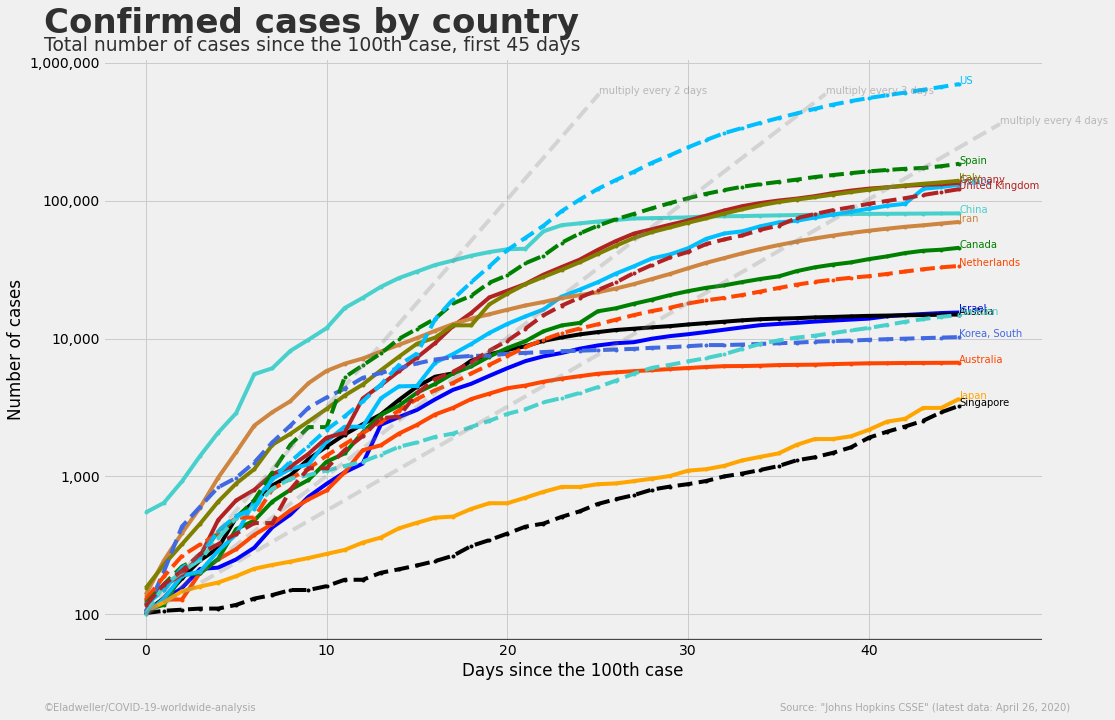 Confirmed cases by country
Total number of cases since the 100th case, first 45 days
1,000,000
100,000
10,000
1,000
100
Number of cases
0
10
20
30
40
Days since the 100th case
multiply every 2 days
multiply every 3 days
multiply every 4 days
US
Spain
Italy
Germany
United Kingdom
China
Iran
Canada
Netherlands
Israel
Austria
Korea, South
Australia
Japan
Singapore
©Eladweller/COVID-19-worldwide-analysis
Source: "Johns Hopkins CSSE" (latest data: April 26, 2020)